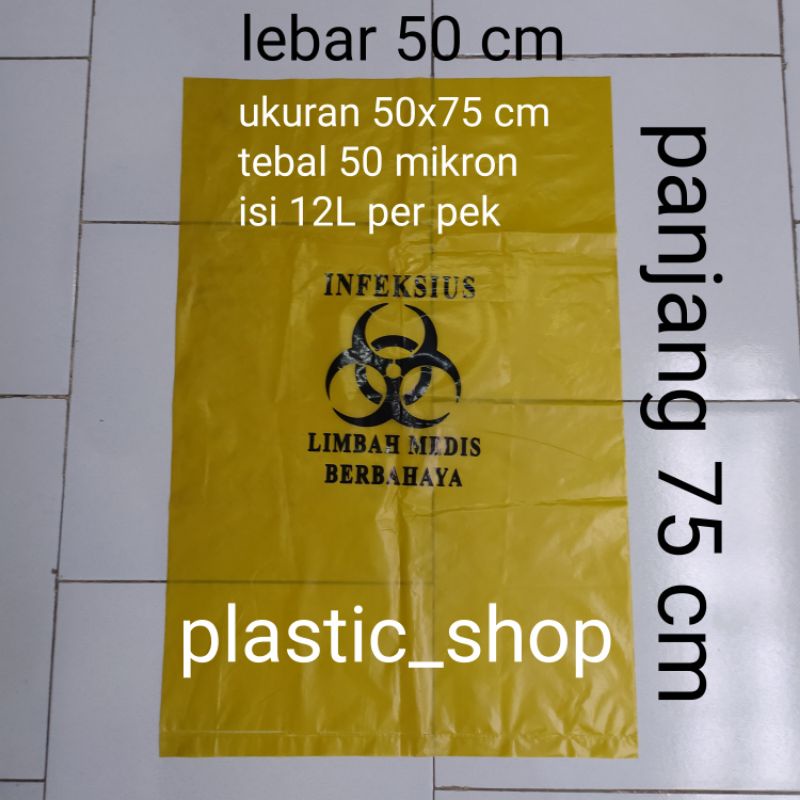 lebar 50 cm
ukuran 50x75 cm
tebal 50 mikron
isi 12L per pek
panjang 75 cm
INFEKSIUS
LIMBAH MEDIS
BERBAHAYA
plastic_shop